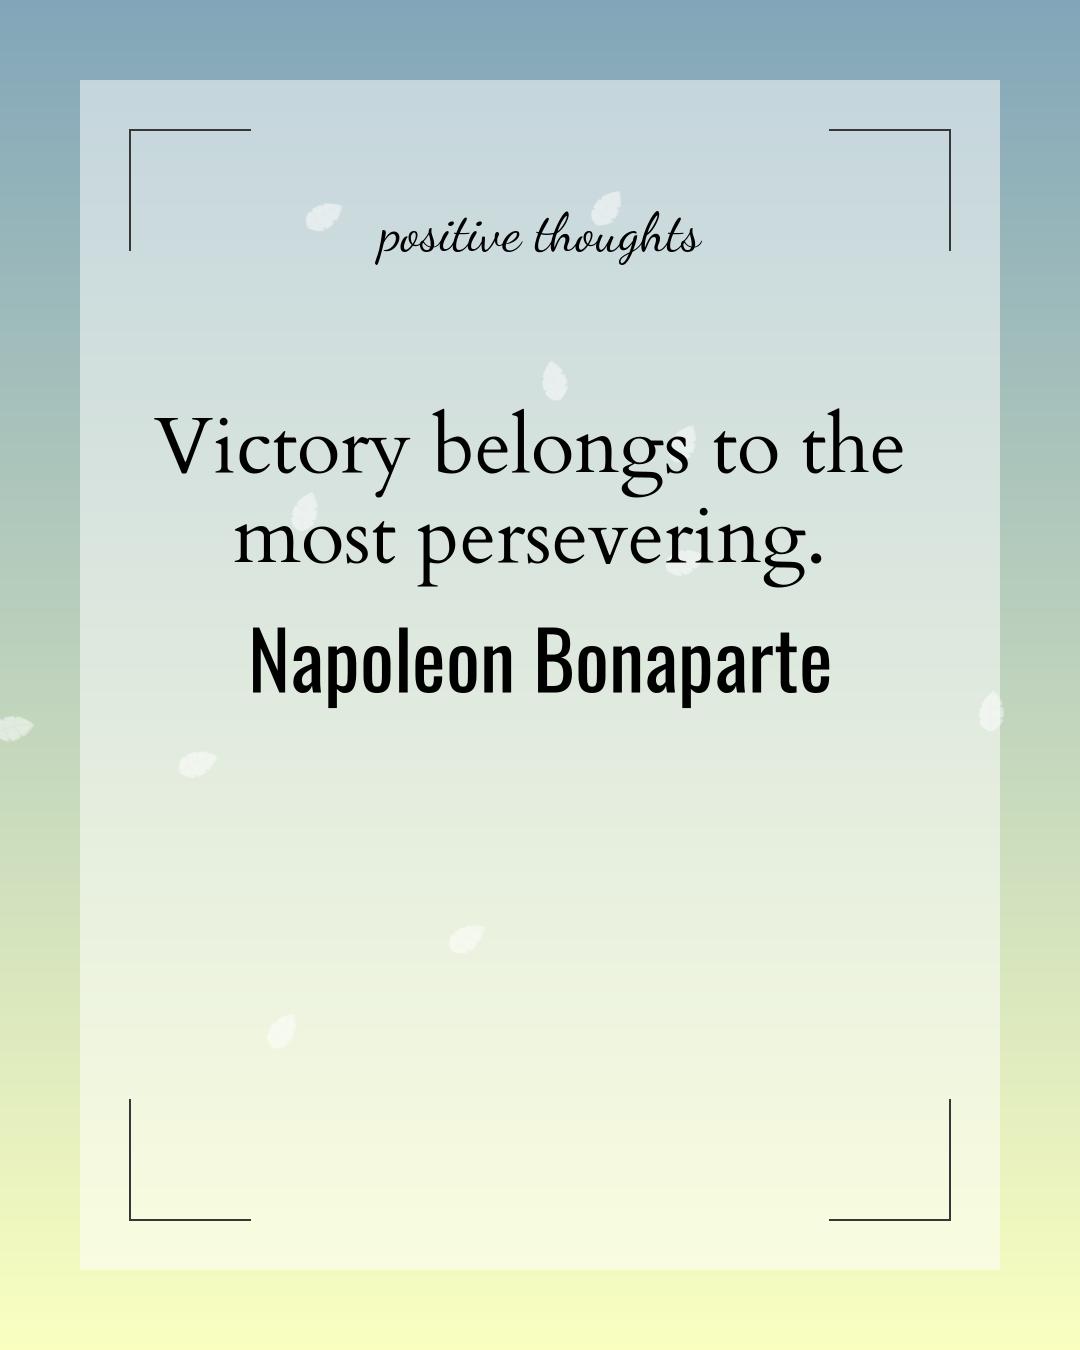 positive thoughts
Victory belongs to the
most persevering.
Napoleon Bonaparte